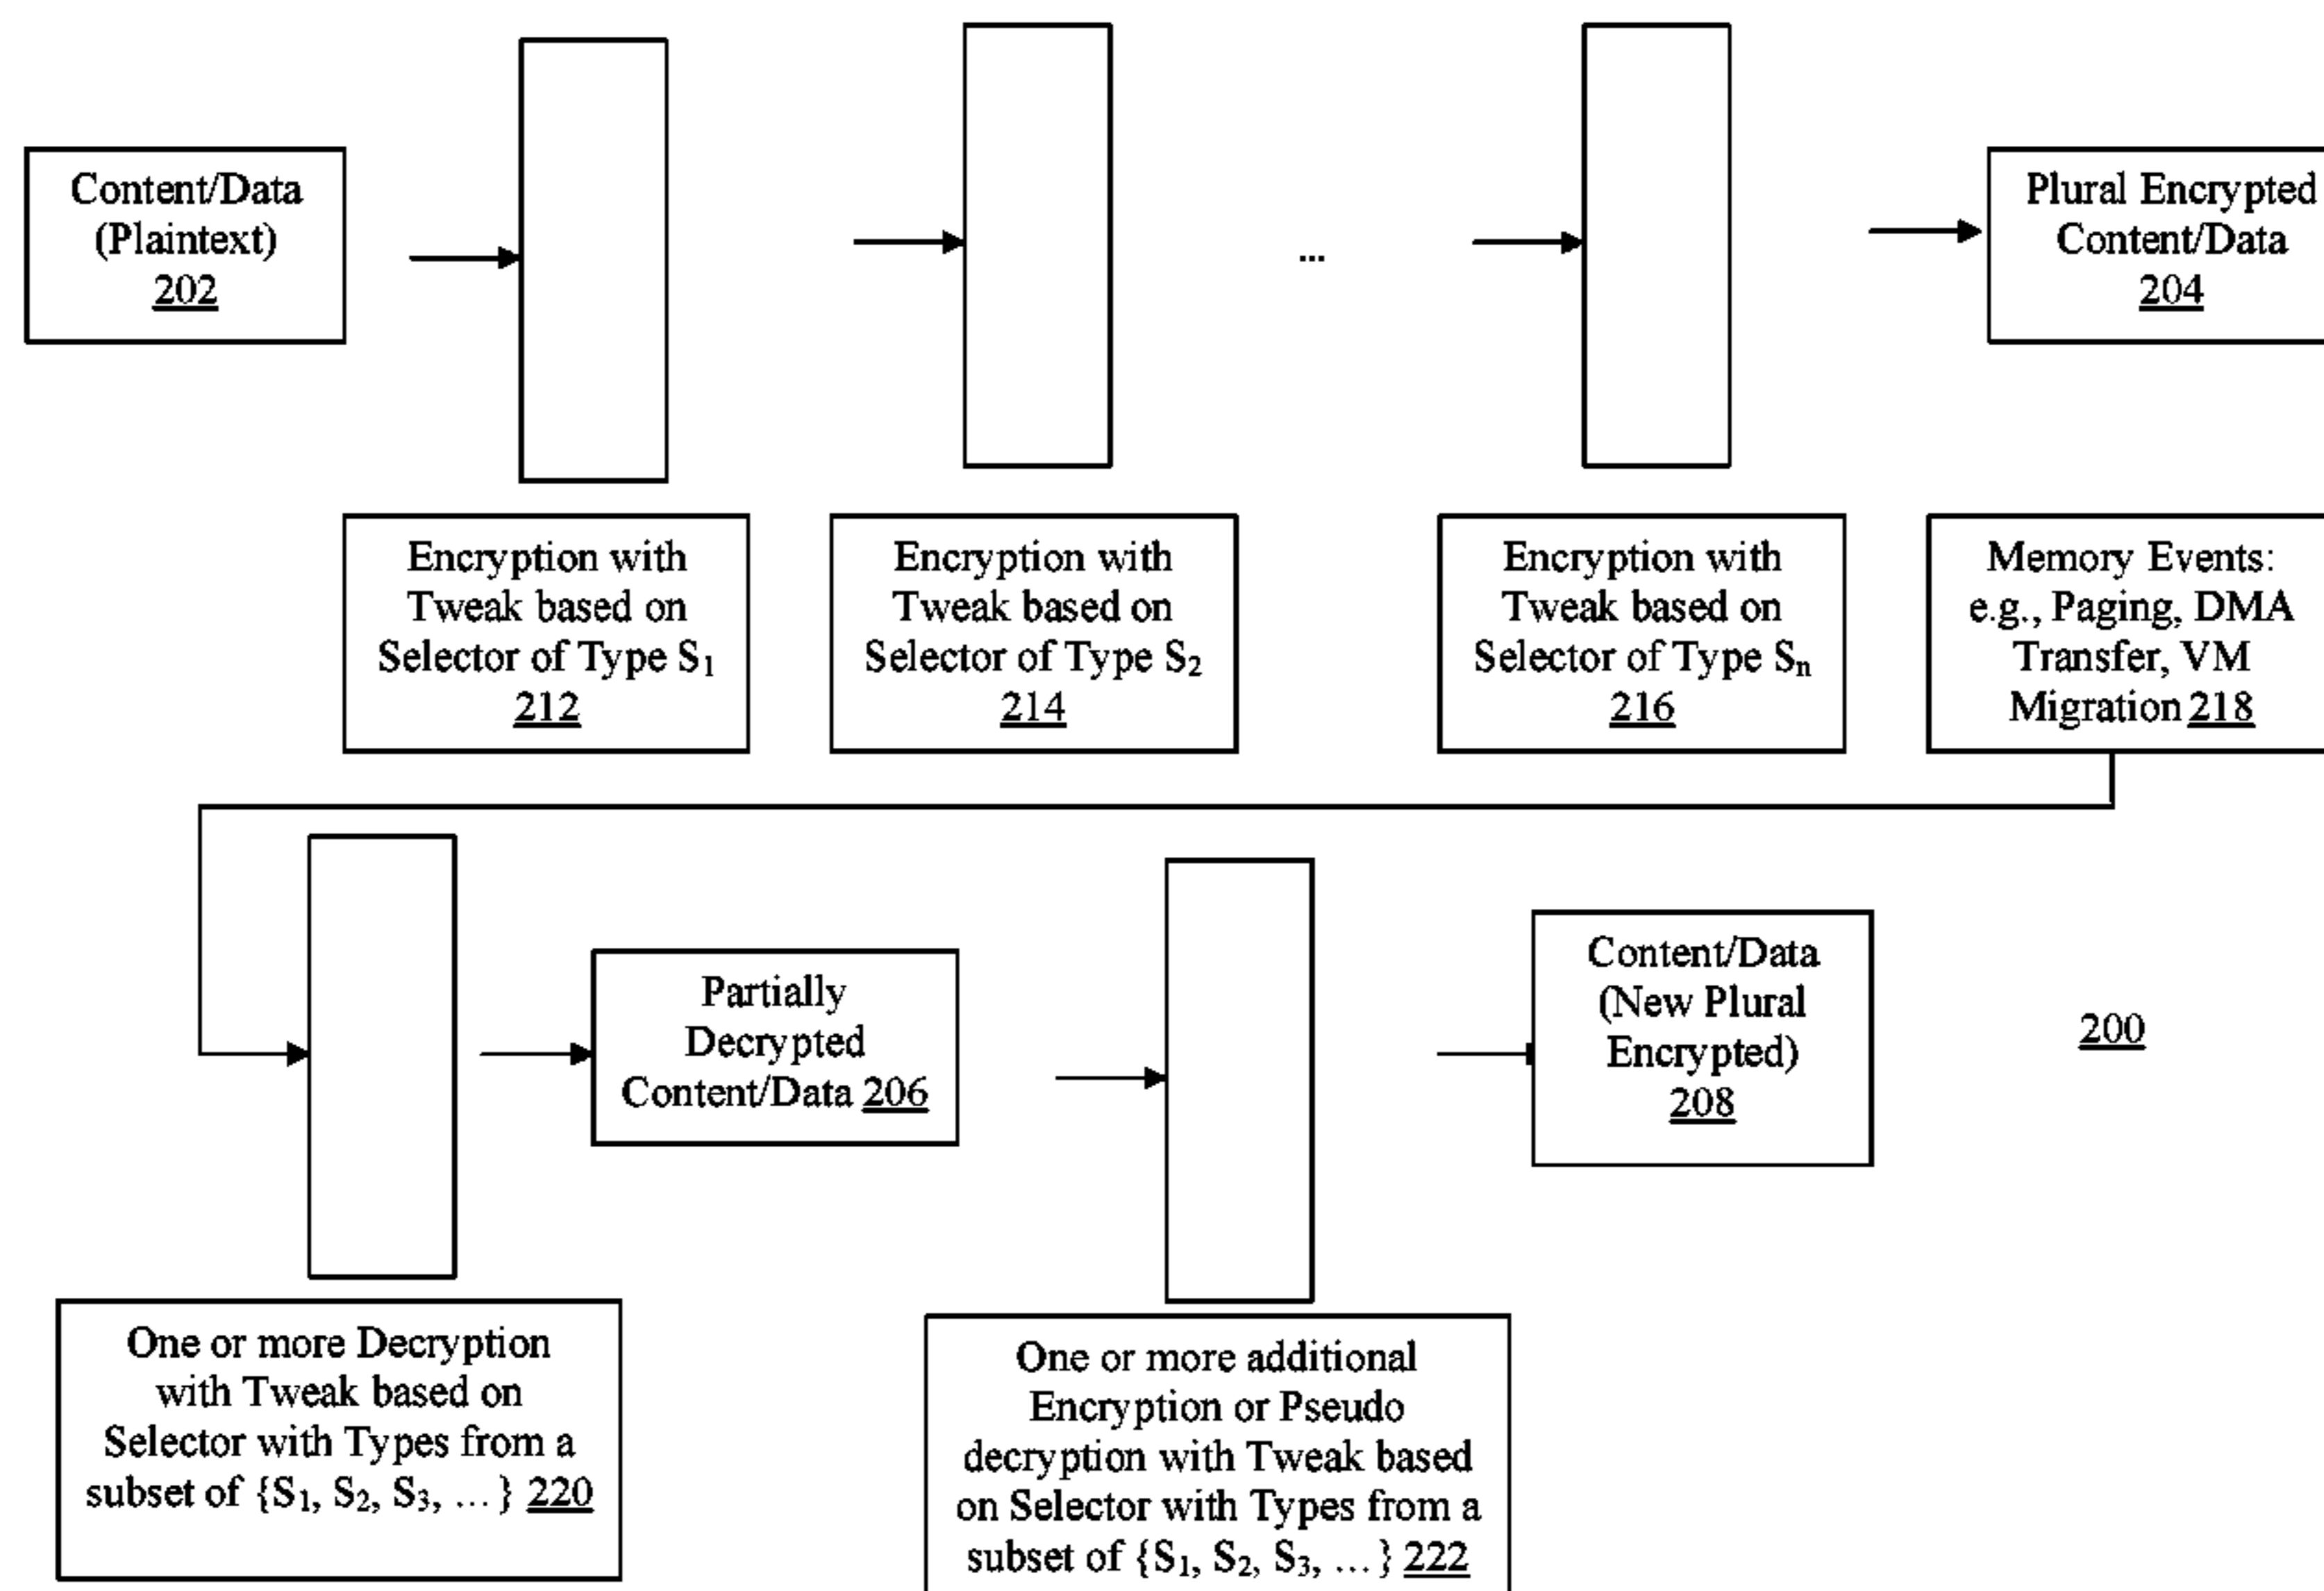 Content/Data
(Plaintext)
202
...
Plural Encrypted
Content/Data
204
Encryption with
Tweak based on
Selector of Type S₁
212
Encryption with
Tweak based on
Selector of Type S₂
214
Encryption with
Tweak based on
Selector of Type Sₙ
216
Memory Events:
e.g., Paging, DMA
Transfer, VM
Migration 218
Partially
Decrypted
Content/Data 206
Content/Data
(New Plural
Encrypted)
208
200
One or more Decryption
with Tweak based on
Selector with Types from a
subset of {S₁, S₂, S₃, ...} 220
One or more additional
Encryption or Pseudo
decryption with Tweak based
on Selector with Types from a
subset of {S₁, S₂, S₃, ...} 222